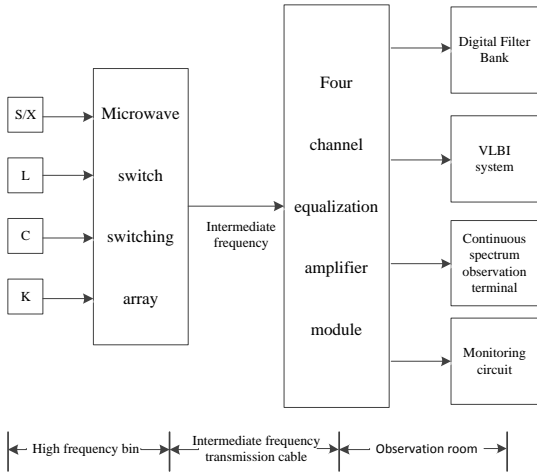 S/X
L
C
K
Microwave
switch
switching
array
Intermediate
frequency
Four
channel
equalization
amplifier
module
Digital Filter
Bank
VLBI
system
Continuous
spectrum
observation
terminal
Monitoring
circuit
High frequency bin
Intermediate frequency
transmission cable
Observation room